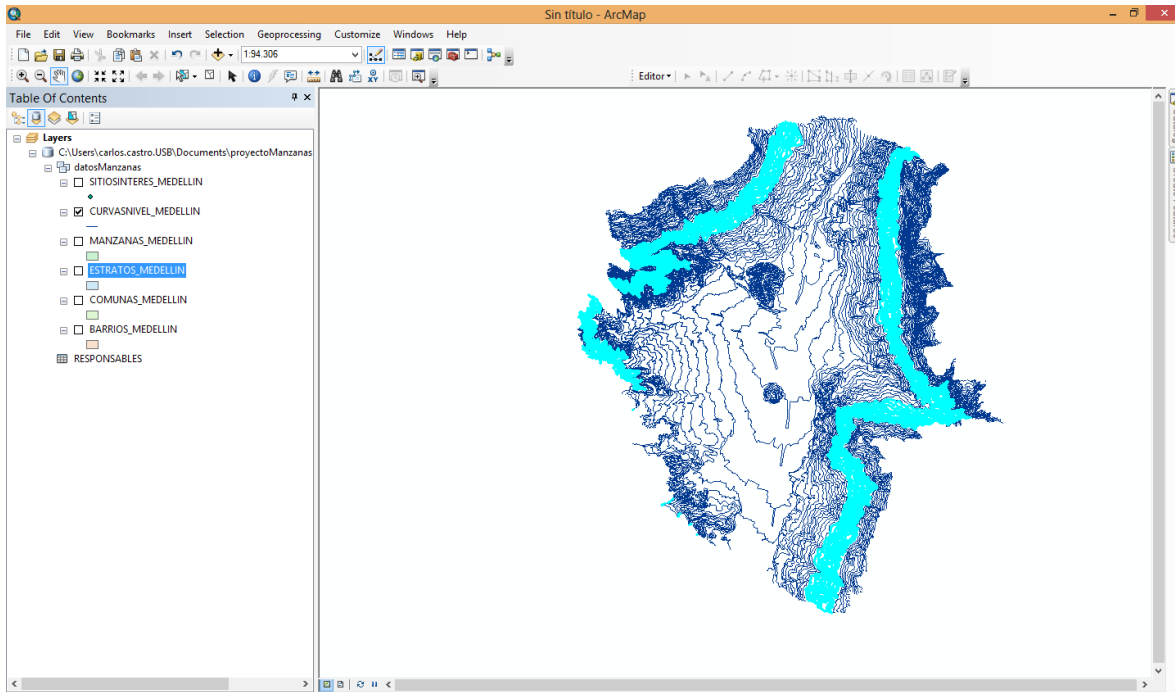 Sin título - ArcMap
File Edit View Bookmarks Insert Selection Geoprocessing Customize Windows Help
1:94.306
Editor
Table Of Contents
Layers
C:\Users\carlos.castro.USB\Documents\proyectoManzanas
datosManzanas
SITIOSINTERES_MEDELLIN
CURVASNIVEL_MEDELLIN
MANZANAS_MEDELLIN
ESTRATOS_MEDELLIN
COMUNAS_MEDELLIN
BARRIOS_MEDELLIN
RESPONSABLES